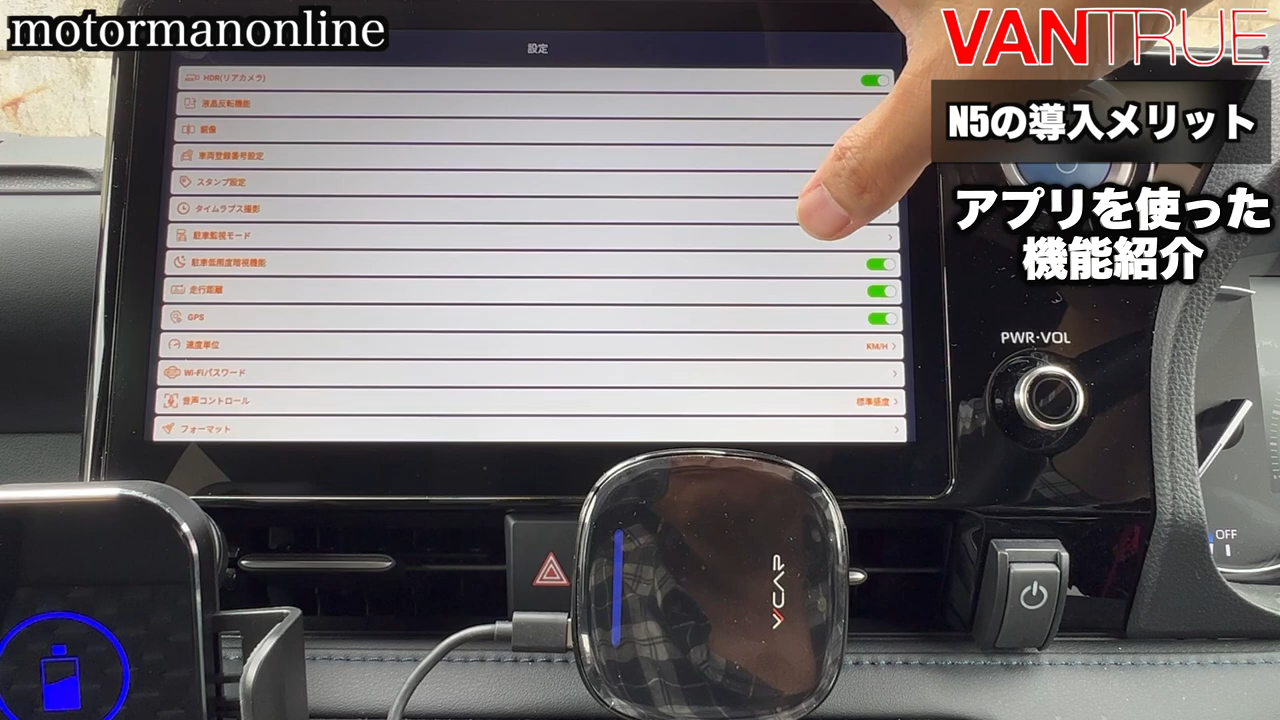 motormanonline
VANTRUE
N5の導入メリット
アプリを使った
機能紹介
設定
HDR(リアカメラ)
液晶反転機能
鏡像
車両登録番号設定
スタンプ設定
タイムラプス撮影
駐車監視モード
駐車低照度暗視機能
走行距離
GPS
速度単位
KM/H
Wi-Fiパスワード
音声コントロール
標準感度
フォーマット
PWR·VOL
OFF
VCAP